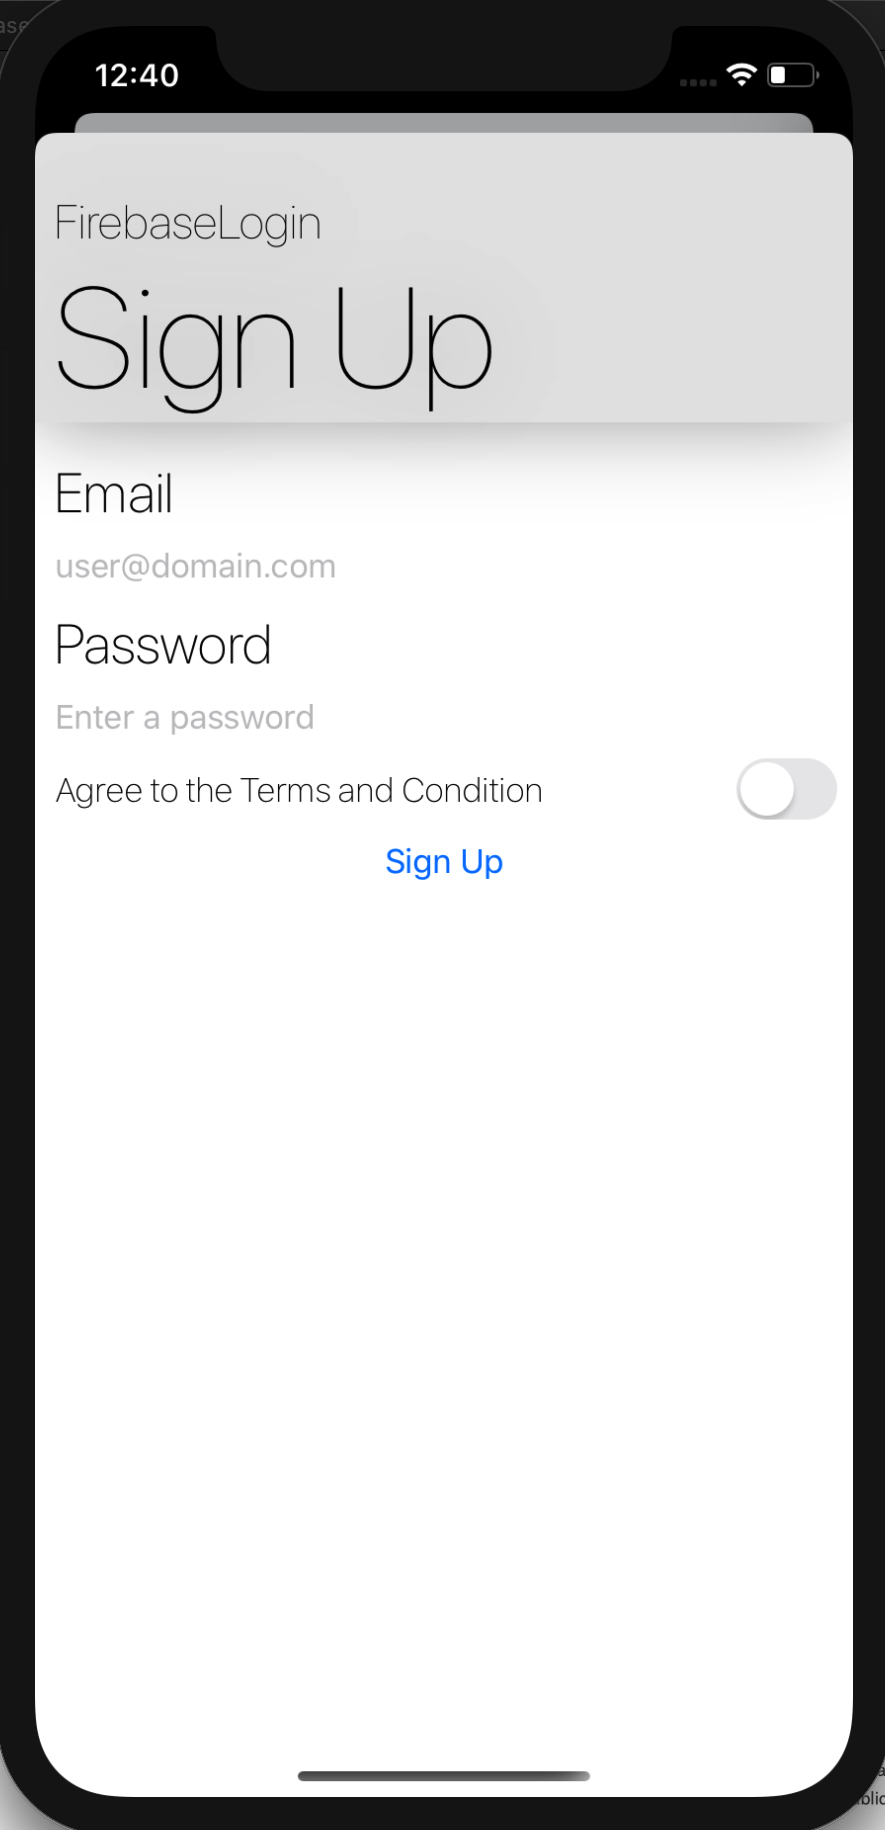 12:40
FirebaseLogin
Sign Up
Email
user@domain.com
Password
Enter a password
Agree to the Terms and Condition
Sign Up